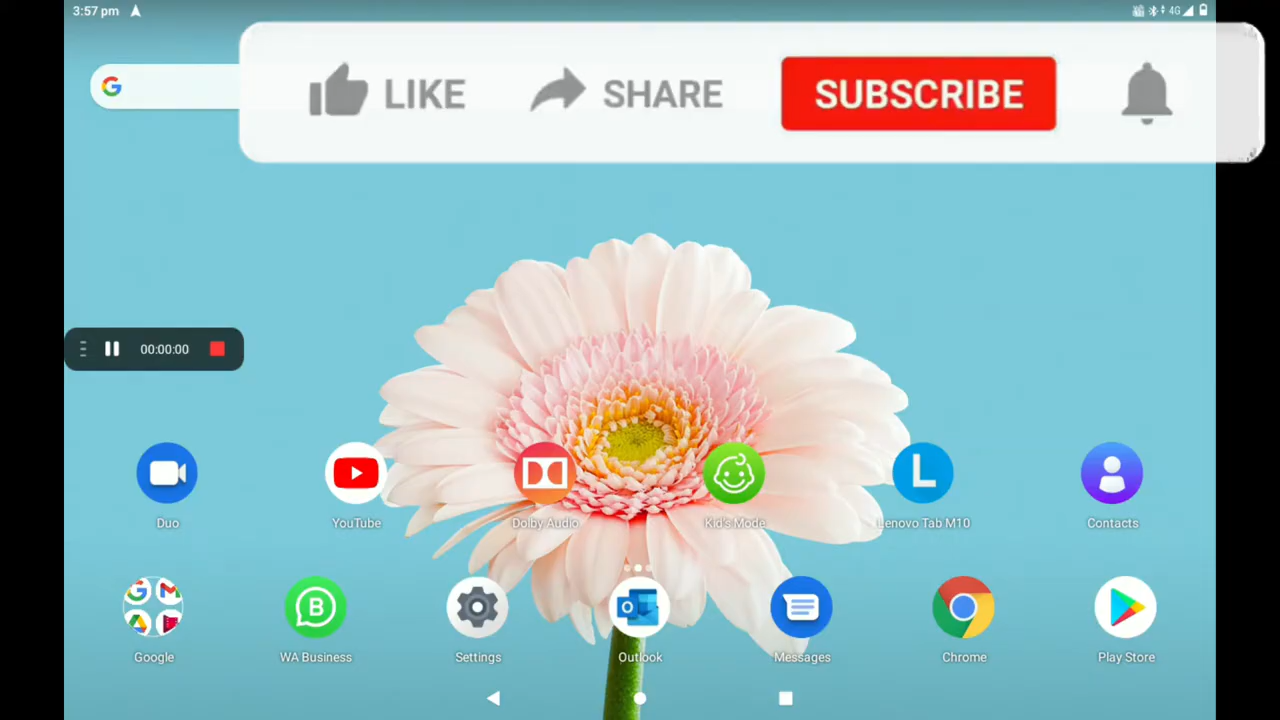 3:57 pm
4G
LIKE SHARE SUBSCRIBE
00:00:00
Duo YouTube Dolby Audio Kid's Mode Lenovo Tab M10 Contacts
Google WA Business Settings Outlook Messages Chrome Play Store